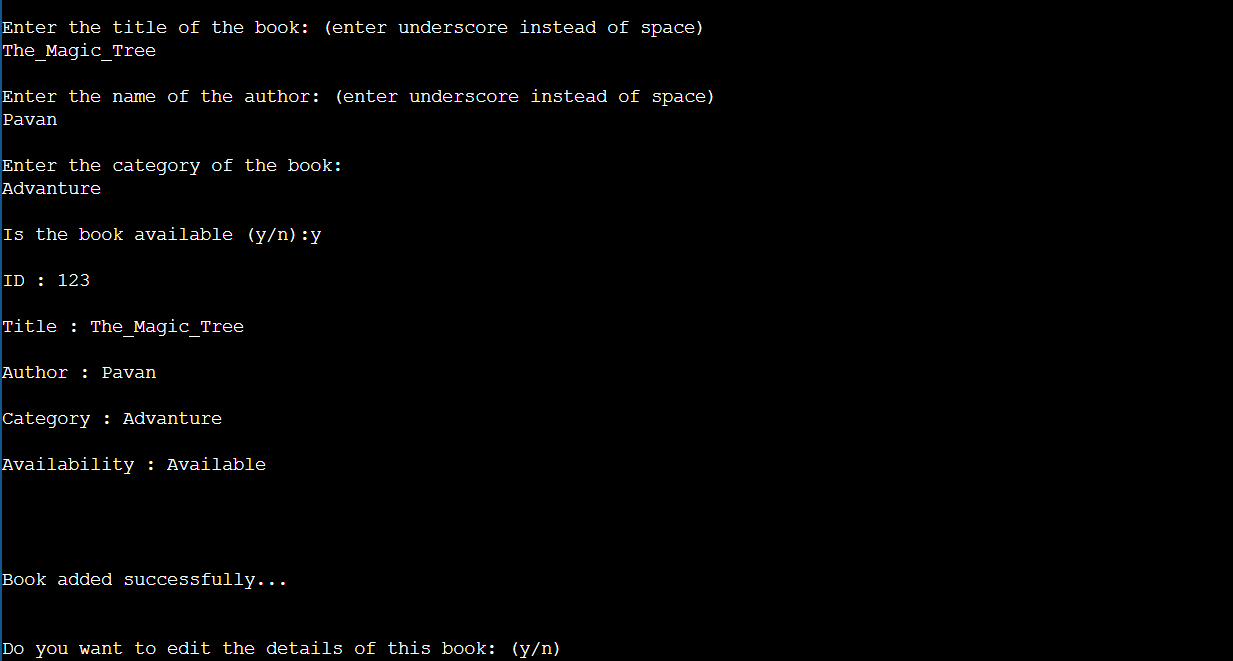 Enter the title of the book: (enter underscore instead of space)
The_Magic_Tree
Enter the name of the author: (enter underscore instead of space)
Pavan
Enter the category of the book:
Advanture
Is the book available (y/n):y
ID : 123
Title : The_Magic_Tree
Author : Pavan
Category : Advanture
Availability : Available
Book added successfully...
Do you want to edit the details of this book: (y/n)